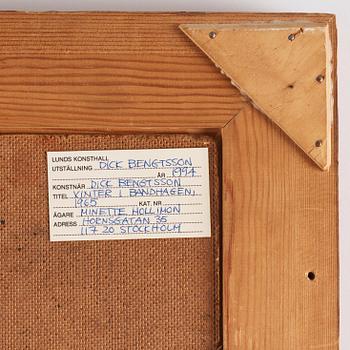 LUNDS KONSTHALL
UTSTÄLLNING DICK BENGTSSON
ÅR 1994
KONSTNÄR DICK BENGTSSON
TITEL VINTER I BANDHAGEN,
1965 KAT. NR
ÄGARE MINETTE HOLLIMON
ADRESS HORNSGATAN 35
117 20 STOCKHOLM